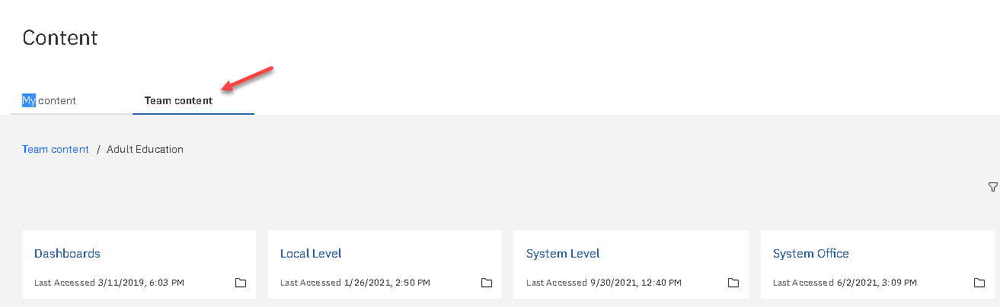 Content
My content
Team content
Team content / Adult Education
Dashboards
Last Accessed 3/11/2019, 6:03 PM
Local Level
Last Accessed 1/26/2021, 2:50 PM
System Level
Last Accessed 9/30/2021, 12:40 PM
System Office
Last Accessed 6/2/2021, 3:09 PM